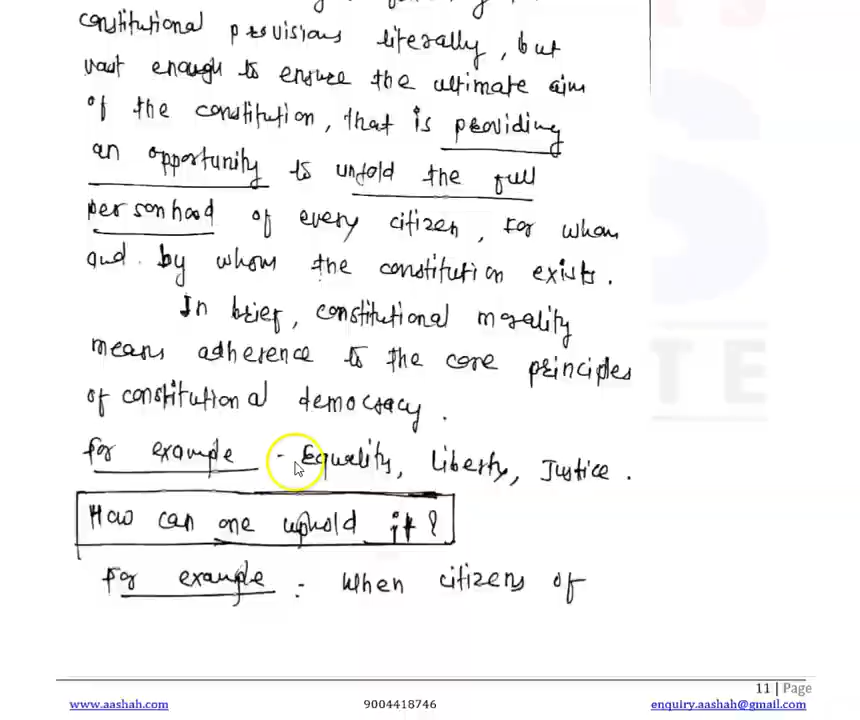 constitutional provisions literally, but
vast enough to ensure the ultimate aim
of the constitution, that is providing
an opportunity to unfold the full
personhood of every citizen, for whom
and by whom the constitution exists.
In brief, constitutional morality
means adherence to the core principles
of constitutional democracy.
For example - Equality, Liberty, Justice.
How can one uphold it?
For example : When citizens of
TE
11 | Page
www.aashah.com 9004418746 enquiry.aashah@gmail.com